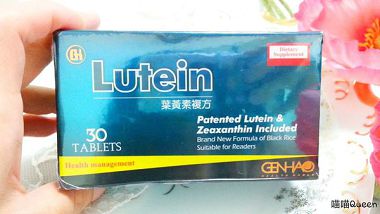 GH
Dietary
Supplement
Lutein
葉黃素複方
Patented Lutein &
Zeaxanthin Included
Brand New Formula of Black Rice
Suitable for Readers
30
TABLETS
Health management
GENHAO
喵喵Queen